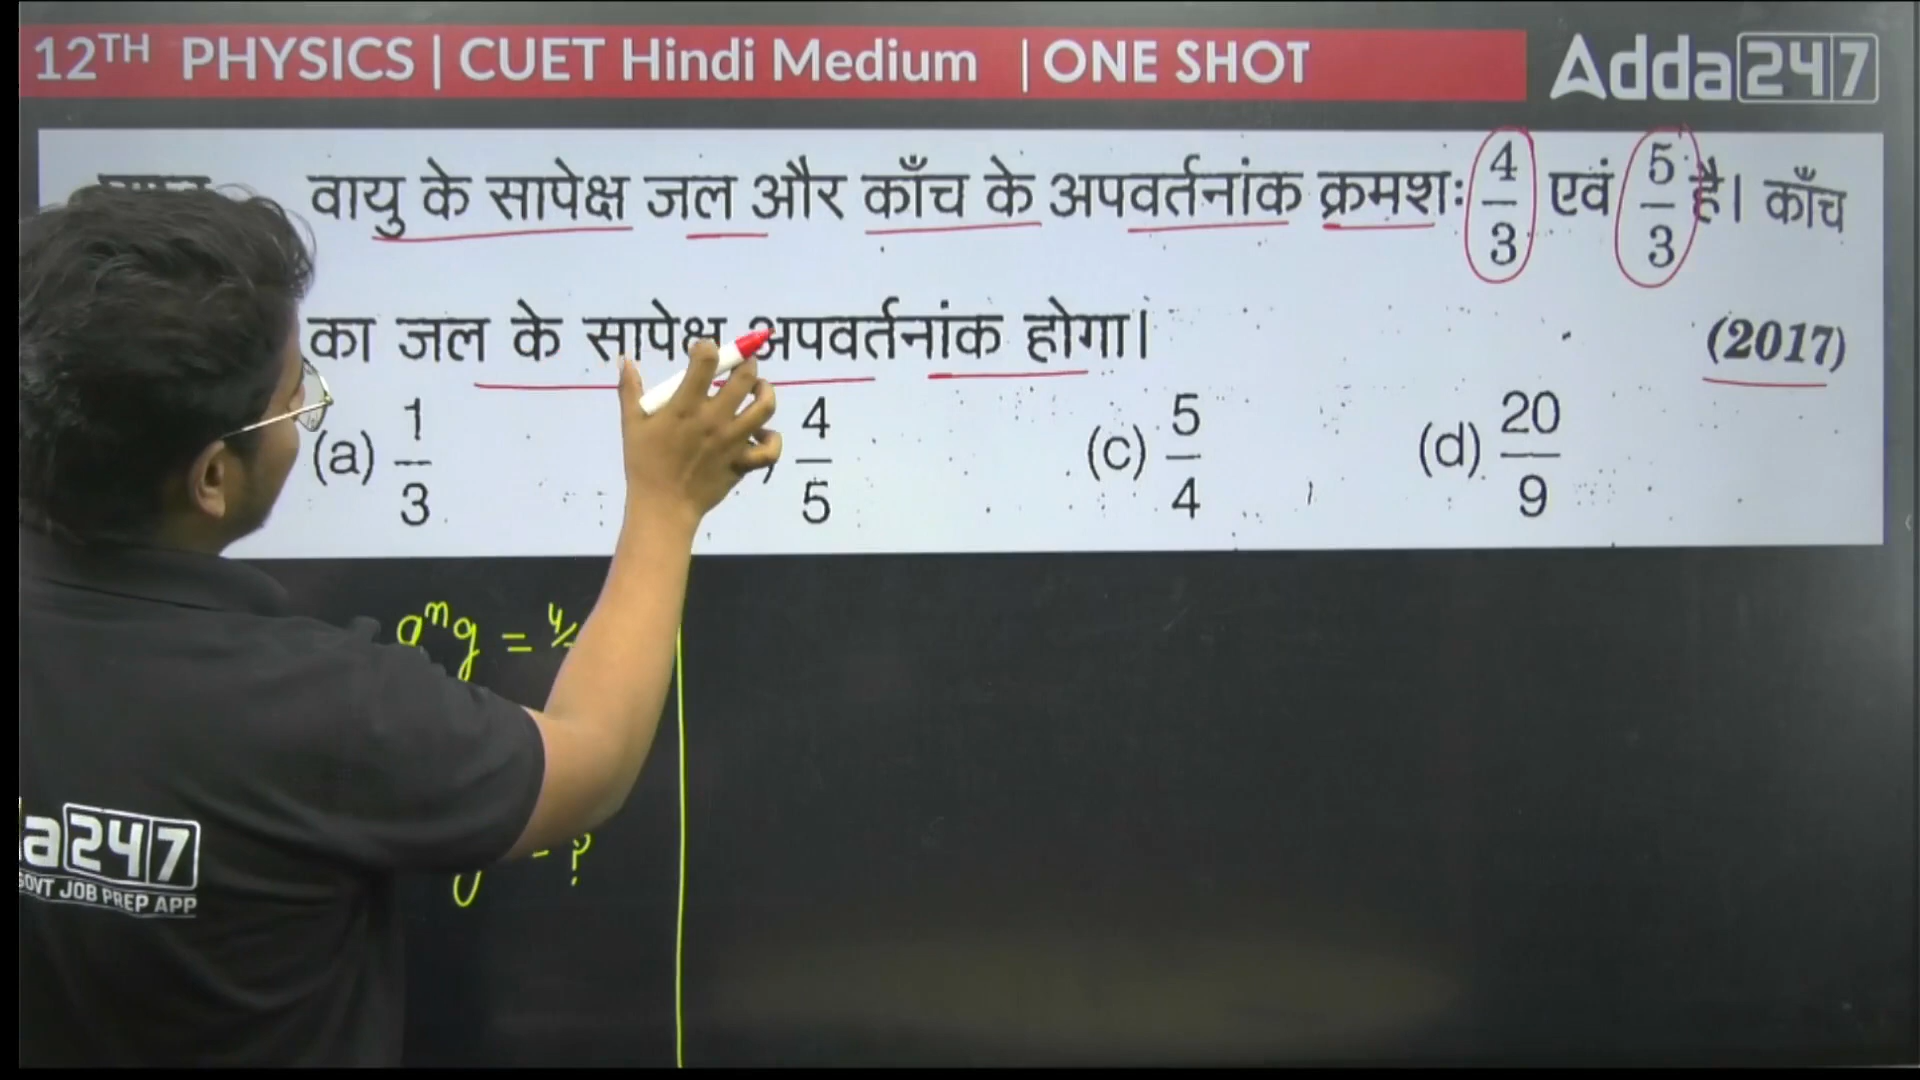 12TH PHYSICS | CUET Hindi Medium | ONE SHOT
Adda247
वायु के सापेक्ष जल और काँच के अपवर्तनांक क्रमशः 4/3 एवं 5/3 है। काँच
का जल के सापेक्ष अपवर्तनांक होगा।
(2017)
(a) 1/3
4/5
(c) 5/4
(d) 20/9
a n g = 4/
- ?
a247
GOVT JOB PREP APP